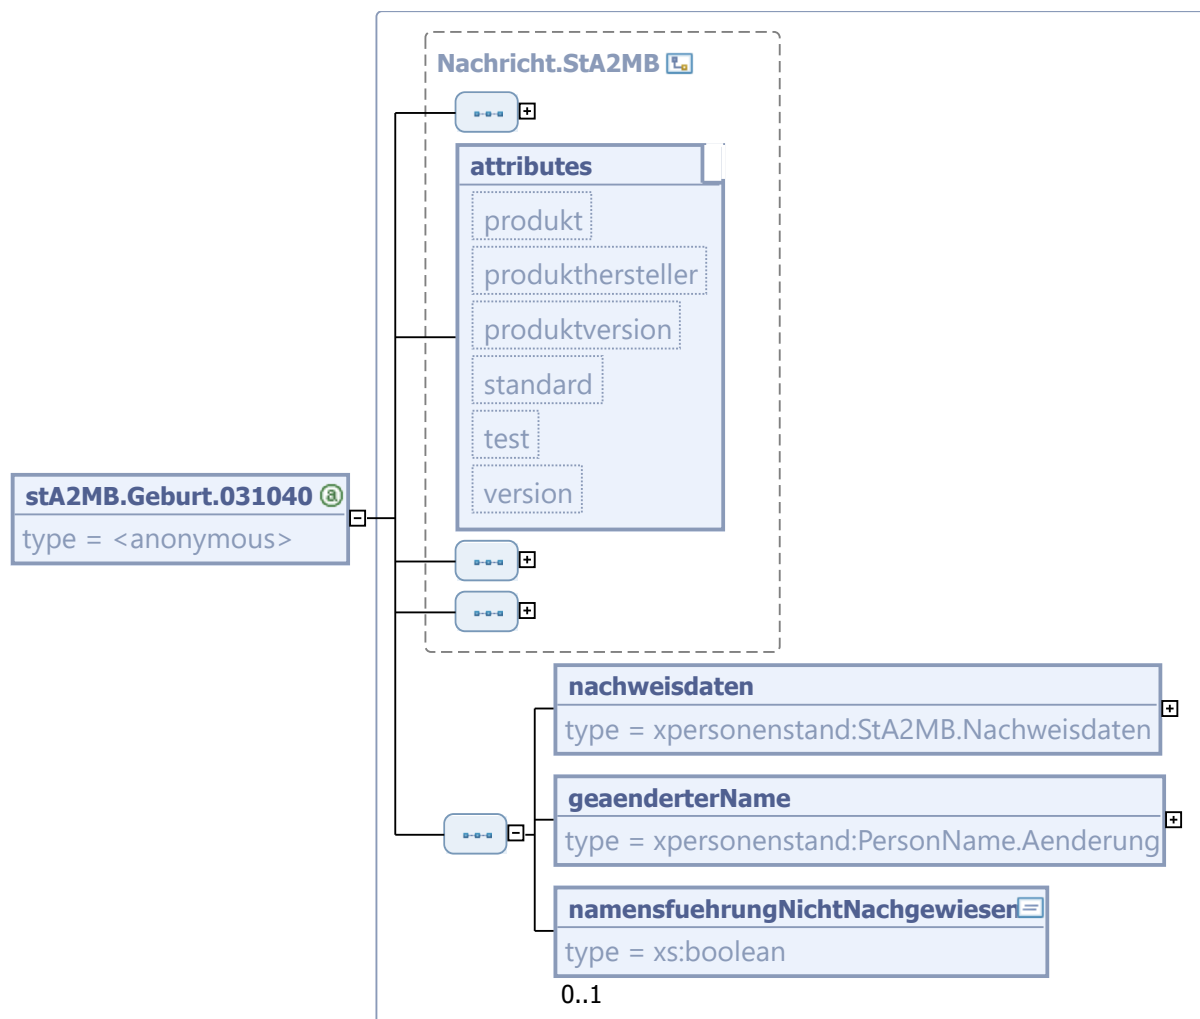 Nachricht.StA2MB
attributes
produkt
produkthersteller
produktversion
standard
test
version
stA2MB.Geburt.031040
type = <anonymous>
nachweisdaten
type = xpersonenstand:StA2MB.Nachweisdaten
geaenderterName
type = xpersonenstand:PersonName.Aenderung
namensfuehrungNichtNachgewiesen
type = xs:boolean
0..1